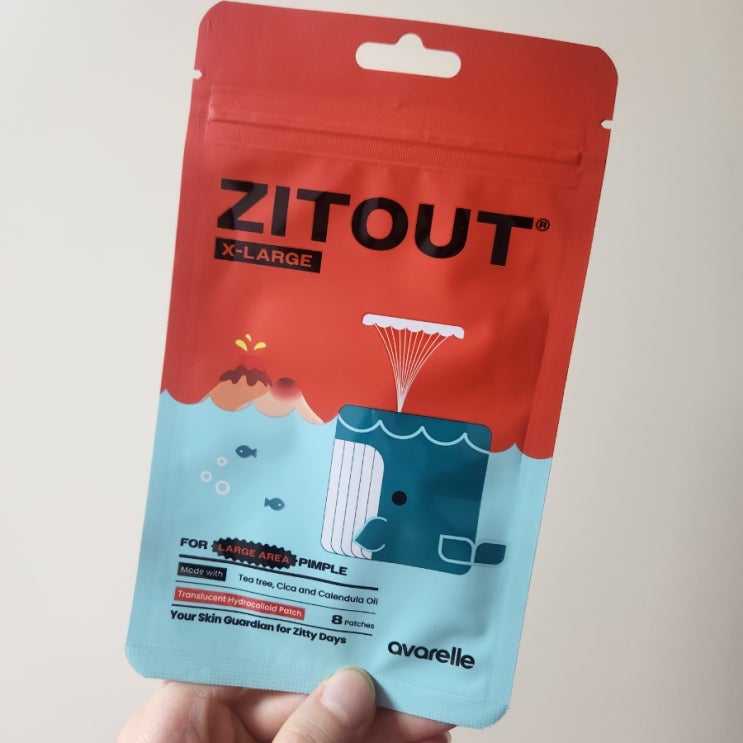 ZITOUT®
X-LARGE
FOR LARGE AREA PIMPLE
Made with Tea tree, Cica and Calendula Oil
Translucent Hydrocolloid Patch 8 Patches
Your Skin Guardian for Zitty Days
avarelle